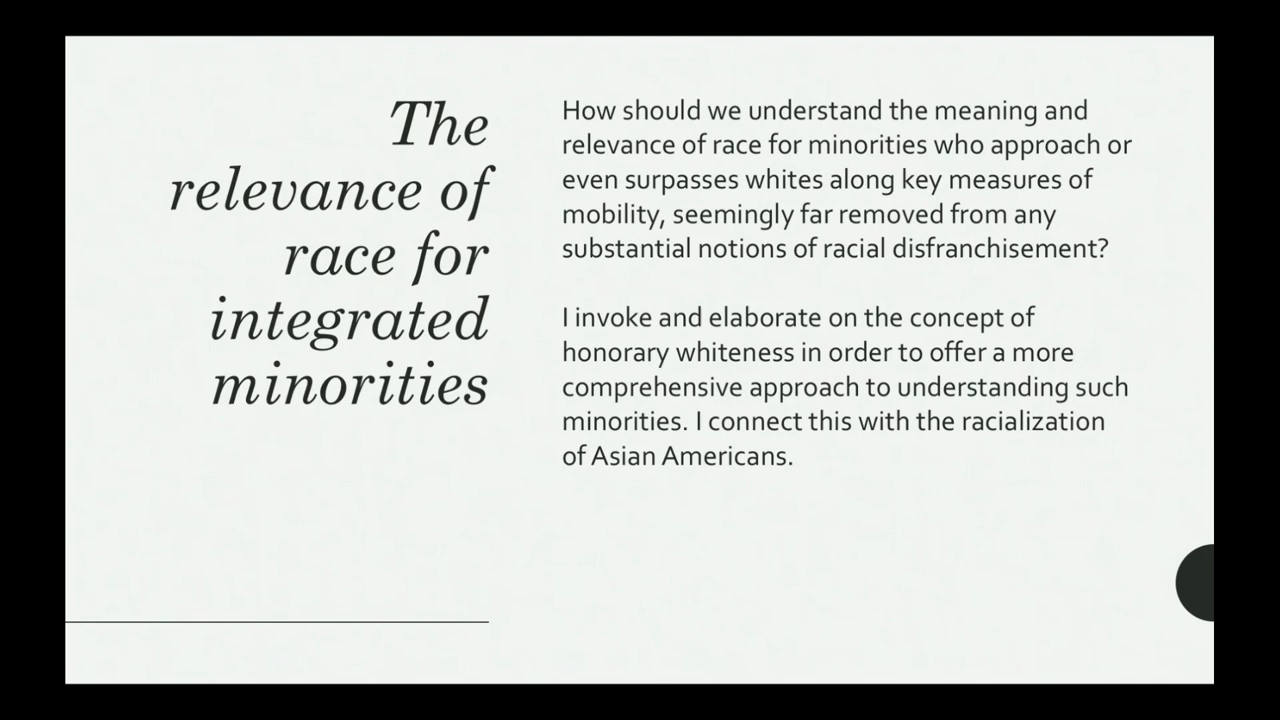 The
relevance of
race for
integrated
minorities
How should we understand the meaning and
relevance of race for minorities who approach or
even surpasses whites along key measures of
mobility, seemingly far removed from any
substantial notions of racial disfranchisement?
I invoke and elaborate on the concept of
honorary whiteness in order to offer a more
comprehensive approach to understanding such
minorities. I connect this with the racialization
of Asian Americans.